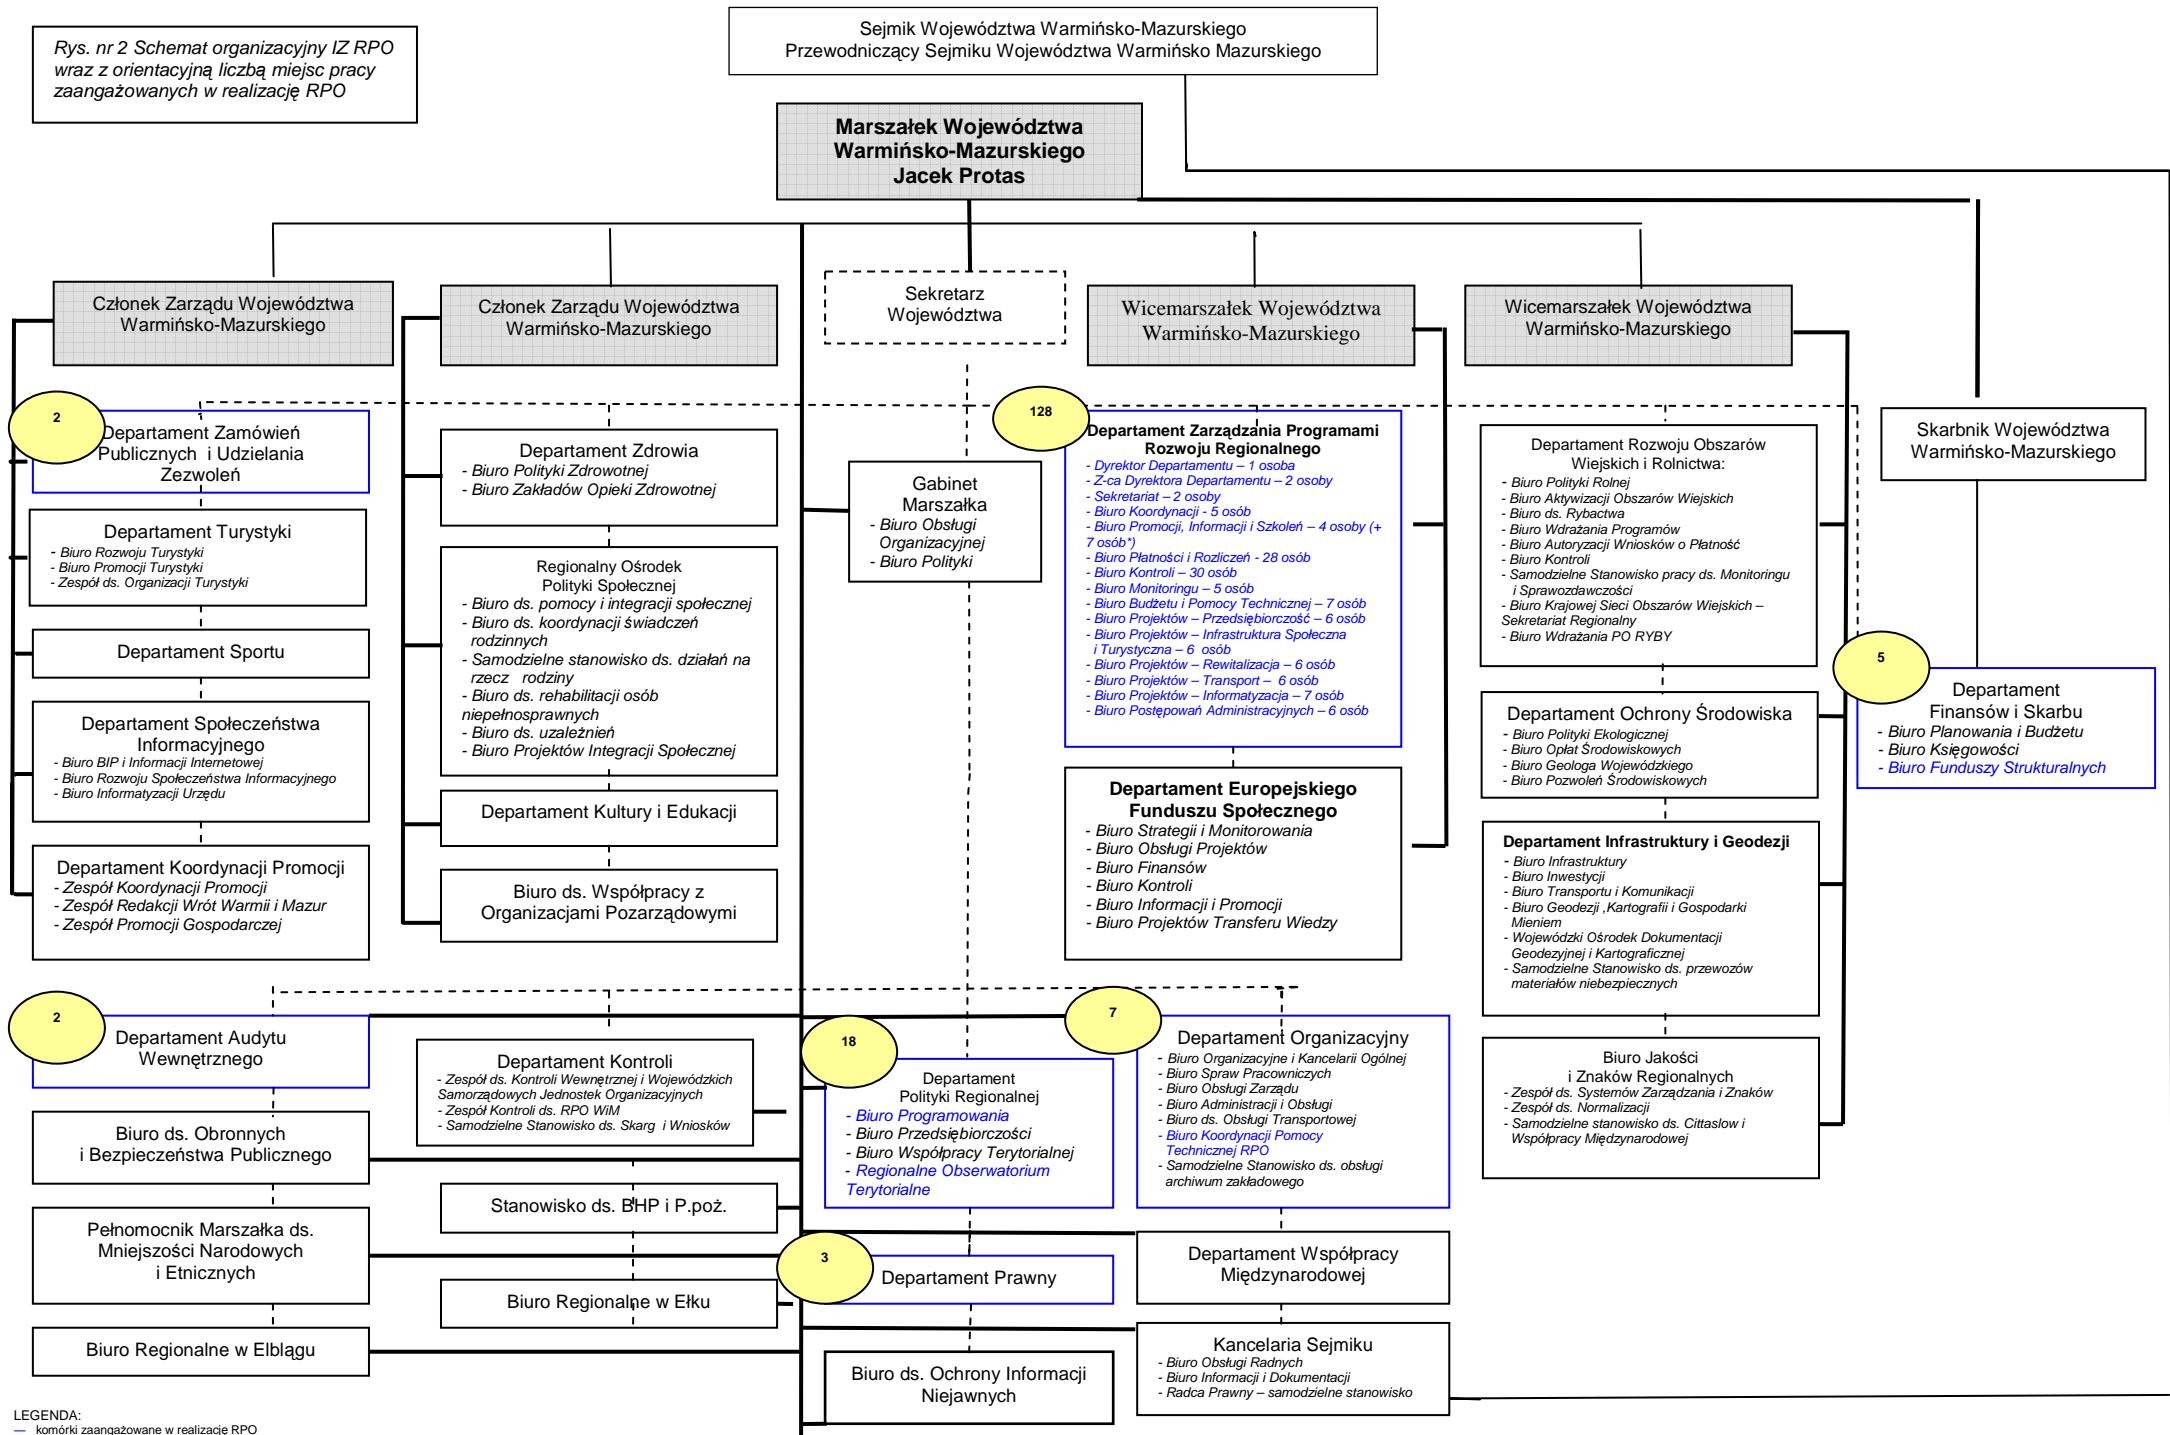 Rys. nr 2 Schemat organizacyjny IZ RPO
wraz z orientacyjną liczbą miejsc pracy
zaangażowanych w realizację RPO
Sejmik Województwa Warmińsko-Mazurskiego
Przewodniczący Sejmiku Województwa Warmińsko Mazurskiego
Marszałek Województwa
Warmińsko-Mazurskiego
Jacek Protas
Członek Zarządu Województwa
Warmińsko-Mazurskiego
Członek Zarządu Województwa
Warmińsko-Mazurskiego
Sekretarz
Województwa
Wicemarszałek Województwa
Warmińsko-Mazurskiego
Wicemarszałek Województwa
Warmińsko-Mazurskiego
Skarbnik Województwa
Warmińsko-Mazurskiego
2
Departament Zamówień
Publicznych i Udzielania
Zezwoleń
Departament Turystyki
- Biuro Rozwoju Turystyki
- Biuro Promocji Turystyki
- Zespół ds. Organizacji Turystyki
Departament Sportu
Departament Społeczeństwa
Informacyjnego
- Biuro BIP i Informacji Internetowej
- Biuro Rozwoju Społeczeństwa Informacyjnego
- Biuro Informatyzacji Urzędu
Departament Koordynacji Promocji
- Zespół Koordynacji Promocji
- Zespół Redakcji Wrót Warmii i Mazur
- Zespół Promocji Gospodarczej
Departament Zdrowia
- Biuro Polityki Zdrowotnej
- Biuro Zakładów Opieki Zdrowotnej
Regionalny Ośrodek
Polityki Społecznej
- Biuro ds. pomocy i integracji społecznej
- Biuro ds. koordynacji świadczeń
rodzinnych
- Samodzielne stanowisko ds. działań na
rzecz rodziny
- Biuro ds. rehabilitacji osób
niepełnosprawnych
- Biuro ds. uzależnień
- Biuro Projektów Integracji Społecznej
Departament Kultury i Edukacji
Biuro ds. Współpracy z
Organizacjami Pozarządowymi
Gabinet
Marszałka
- Biuro Obsługi
Organizacyjnej
- Biuro Polityki
128
Departament Zarządzania Programami
Rozwoju Regionalnego
- Dyrektor Departamentu – 1 osoba
- Z-ca Dyrektora Departamentu – 2 osoby
- Sekretariat – 2 osoby
- Biuro Koordynacji - 5 osób
- Biuro Promocji, Informacji i Szkoleń – 4 osoby (+
7 osób*)
- Biuro Płatności i Rozliczeń - 28 osób
- Biuro Kontroli – 30 osób
- Biuro Monitoringu – 5 osób
- Biuro Budżetu i Pomocy Technicznej – 7 osób
- Biuro Projektów – Przedsiębiorczość – 6 osób
- Biuro Projektów – Infrastruktura Społeczna
i Turystyczna – 6 osób
- Biuro Projektów – Rewitalizacja – 6 osób
- Biuro Projektów – Transport – 6 osób
- Biuro Projektów – Informatyzacja – 7 osób
- Biuro Postępowań Administracyjnych – 6 osób
Departament Europejskiego
Funduszu Społecznego
- Biuro Strategii i Monitorowania
- Biuro Obsługi Projektów
- Biuro Finansów
- Biuro Kontroli
- Biuro Informacji i Promocji
- Biuro Projektów Transferu Wiedzy
Departament Rozwoju Obszarów
Wiejskich i Rolnictwa:
- Biuro Polityki Rolnej
- Biuro Aktywizacji Obszarów Wiejskich
- Biuro ds. Rybactwa
- Biuro Wdrażania Programów
- Biuro Autoryzacji Wniosków o Płatność
- Biuro Kontroli
- Samodzielne Stanowisko pracy ds. Monitoringu
i Sprawozdawczości
- Biuro Krajowej Sieci Obszarów Wiejskich –
Sekretariat Regionalny
- Biuro Wdrażania PO RYBY
Departament Ochrony Środowiska
- Biuro Polityki Ekologicznej
- Biuro Opłat Środowiskowych
- Biuro Geologa Wojewódzkiego
- Biuro Pozwoleń Środowiskowych
Departament Infrastruktury i Geodezji
- Biuro Infrastruktury
- Biuro Inwestycji
- Biuro Transportu i Komunikacji
- Biuro Geodezji ,Kartografii i Gospodarki
Mieniem
- Wojewódzki Ośrodek Dokumentacji
Geodezyjnej i Kartograficznej
- Samodzielne Stanowisko ds. przewozów
materiałów niebezpiecznych
Biuro Jakości
i Znaków Regionalnych
- Zespół ds. Systemów Zarządzania i Znaków
- Zespół ds. Normalizacji
- Samodzielne stanowisko ds. Cittaslow i
Współpracy Międzynarodowej
5
Departament
Finansów i Skarbu
- Biuro Planowania i Budżetu
- Biuro Księgowości
- Biuro Funduszy Strukturalnych
2
Departament Audytu
Wewnętrznego
Biuro ds. Obronnych
i Bezpieczeństwa Publicznego
Pełnomocnik Marszałka ds.
Mniejszości Narodowych
i Etnicznych
Biuro Regionalne w Elblągu
Departament Kontroli
- Zespół ds. Kontroli Wewnętrznej i Wojewódzkich
Samorządowych Jednostek Organizacyjnych
- Zespół Kontroli ds. RPO WiM
- Samodzielne Stanowisko ds. Skarg i Wniosków
Stanowisko ds. BHP i P.poż.
Biuro Regionalne w Ełku
18
Departament
Polityki Regionalnej
- Biuro Programowania
- Biuro Przedsiębiorczości
- Biuro Współpracy Terytorialnej
- Regionalne Obserwatorium
Terytorialne
3
Departament Prawny
Biuro ds. Ochrony Informacji
Niejawnych
7
Departament Organizacyjny
- Biuro Organizacyjne i Kancelarii Ogólnej
- Biuro Spraw Pracowniczych
- Biuro Obsługi Zarządu
- Biuro Administracji i Obsługi
- Biuro ds. Obsługi Transportowej
- Biuro Koordynacji Pomocy
Technicznej RPO
- Samodzielne Stanowisko ds. obsługi
archiwum zakładowego
Departament Współpracy
Międzynarodowej
Kancelaria Sejmiku
- Biuro Obsługi Radnych
- Biuro Informacji i Dokumentacji
- Radca Prawny – samodzielne stanowisko
LEGENDA:
— komórki zaangażowane w realizację RPO